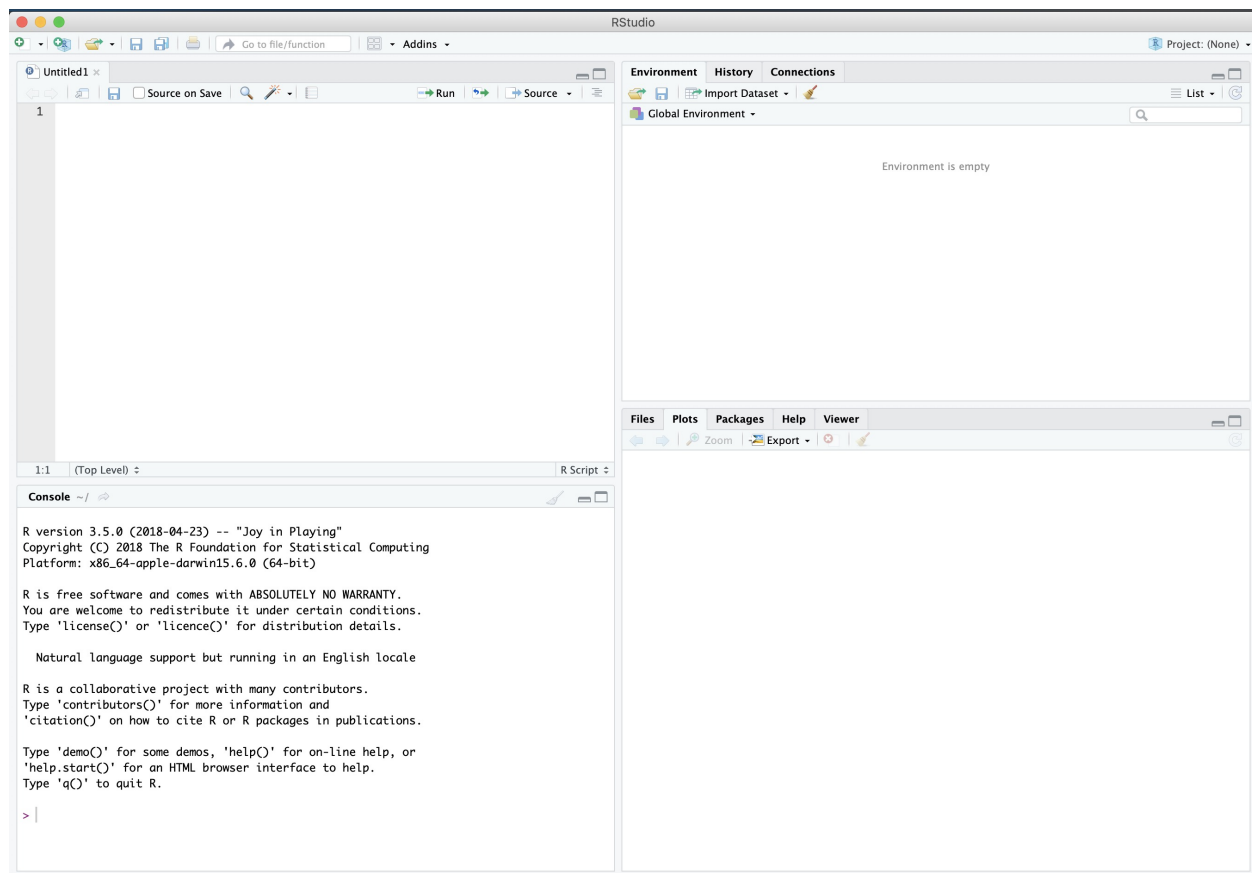 RStudio
Go to file/function
Addins
Project: (None)
Untitled1
Source on Save
Run
Source
1
1:1 (Top Level)
R Script
Console ~/
R version 3.5.0 (2018-04-23) -- "Joy in Playing"
Copyright (C) 2018 The R Foundation for Statistical Computing
Platform: x86_64-apple-darwin15.6.0 (64-bit)
R is free software and comes with ABSOLUTELY NO WARRANTY.
You are welcome to redistribute it under certain conditions.
Type 'license()' or 'licence()' for distribution details.
Natural language support but running in an English locale
R is a collaborative project with many contributors.
Type 'contributors()' for more information and
'citation()' on how to cite R or R packages in publications.
Type 'demo()' for some demos, 'help()' for on-line help, or
'help.start()' for an HTML browser interface to help.
Type 'q()' to quit R.
>
Environment History Connections
Import Dataset
List
Global Environment
Environment is empty
Files Plots Packages Help Viewer
Zoom
Export